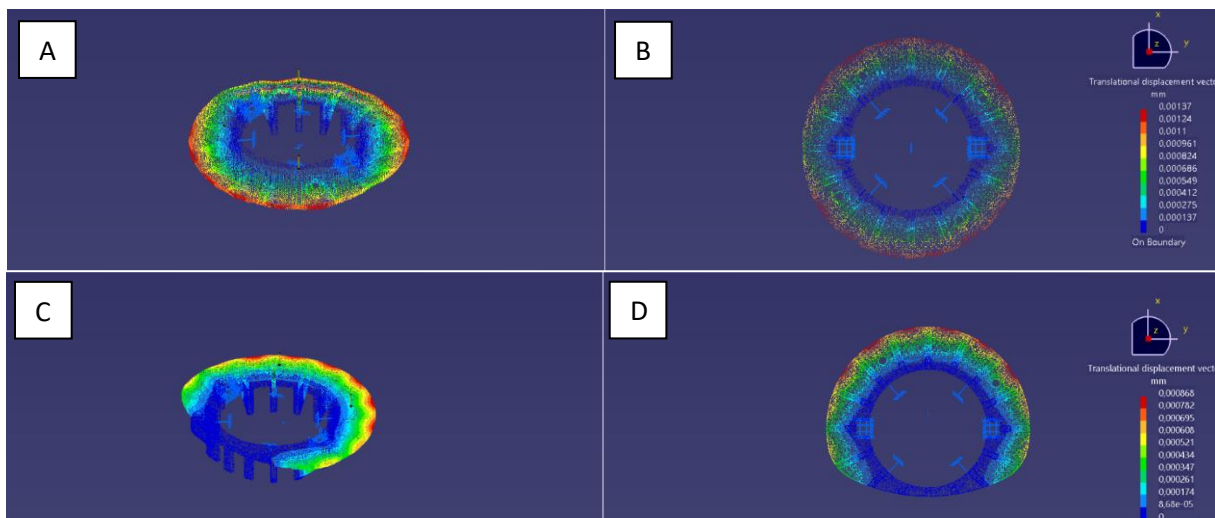 A
B
x
z
y
Translational displacement vecto
mm
0,00137
0,00124
0,0011
0,000961
0,000824
0,000686
0,000549
0,000412
0,000275
0,000137
0
On Boundary
C
D
x
z
y
Translational displacement vecto
mm
0,000868
0,000782
0,000695
0,000608
0,000521
0,000434
0,000347
0,000261
0,000174
8,68e-05
0